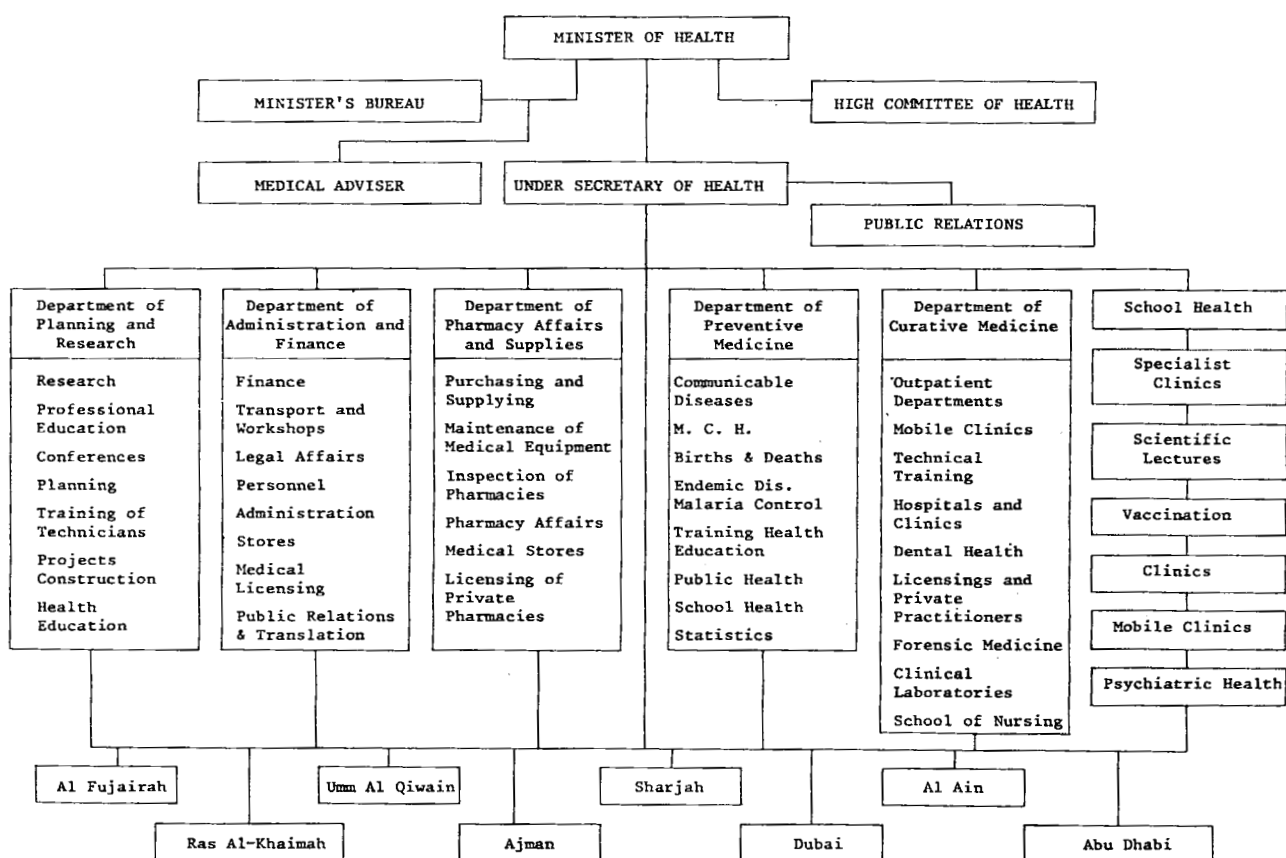 MINISTER OF HEALTH
MINISTER'S BUREAU
HIGH COMMITTEE OF HEALTH
MEDICAL ADVISER
UNDER SECRETARY OF HEALTH
PUBLIC RELATIONS
Department of
Planning and
Research
Research
Professional
Education
Conferences
Planning
Training of
Technicians
Projects
Construction
Health
Education
Department of
Administration and
Finance
Finance
Transport and
Workshops
Legal Affairs
Personnel
Administration
Stores
Medical
Licensing
Public Relations
& Translation
Department of
Pharmacy Affairs
and Supplies
Purchasing and
Supplying
Maintenance of
Medical Equipment
Inspection of
Pharmacies
Pharmacy Affairs
Medical Stores
Licensing of
Private
Pharmacies
Department of
Preventive
Medicine
Communicable
Diseases
M. C. H.
Births & Deaths
Endemic Dis.
Malaria Control
Training Health
Education
Public Health
School Health
Statistics
Department of
Curative Medicine
Outpatient
Departments
Mobile Clinics
Technical
Training
Hospitals and
Clinics
Dental Health
Licensings and
Private
Practitioners
Forensic Medicine
Clinical
Laboratories
School of Nursing
School Health
Specialist
Clinics
Scientific
Lectures
Vaccination
Clinics
Mobile Clinics
Psychiatric Health
Al Fujairah
Umm Al Qiwain
Sharjah
Al Ain
Ras Al-Khaimah
Ajman
Dubai
Abu Dhabi